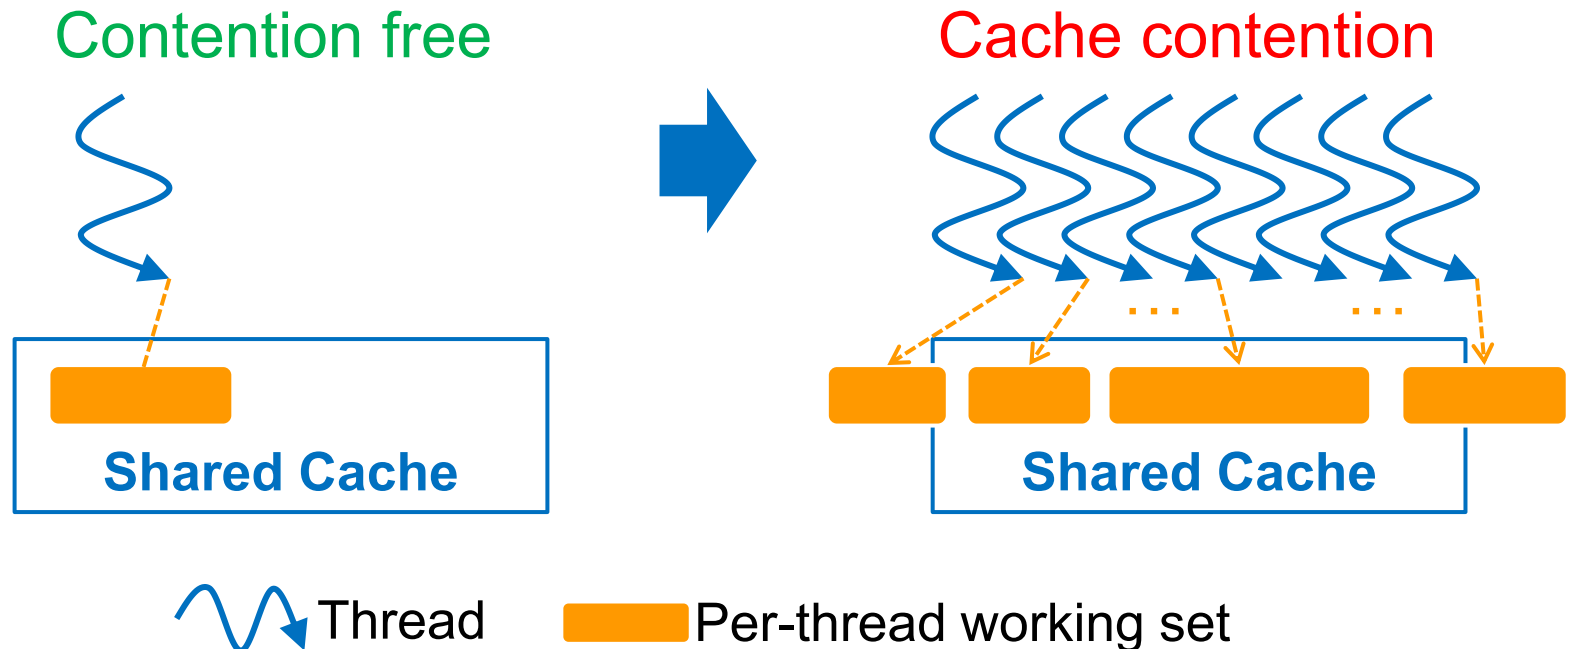 Contention free
Cache contention
... ...
Shared Cache
Shared Cache
Thread
Per-thread working set